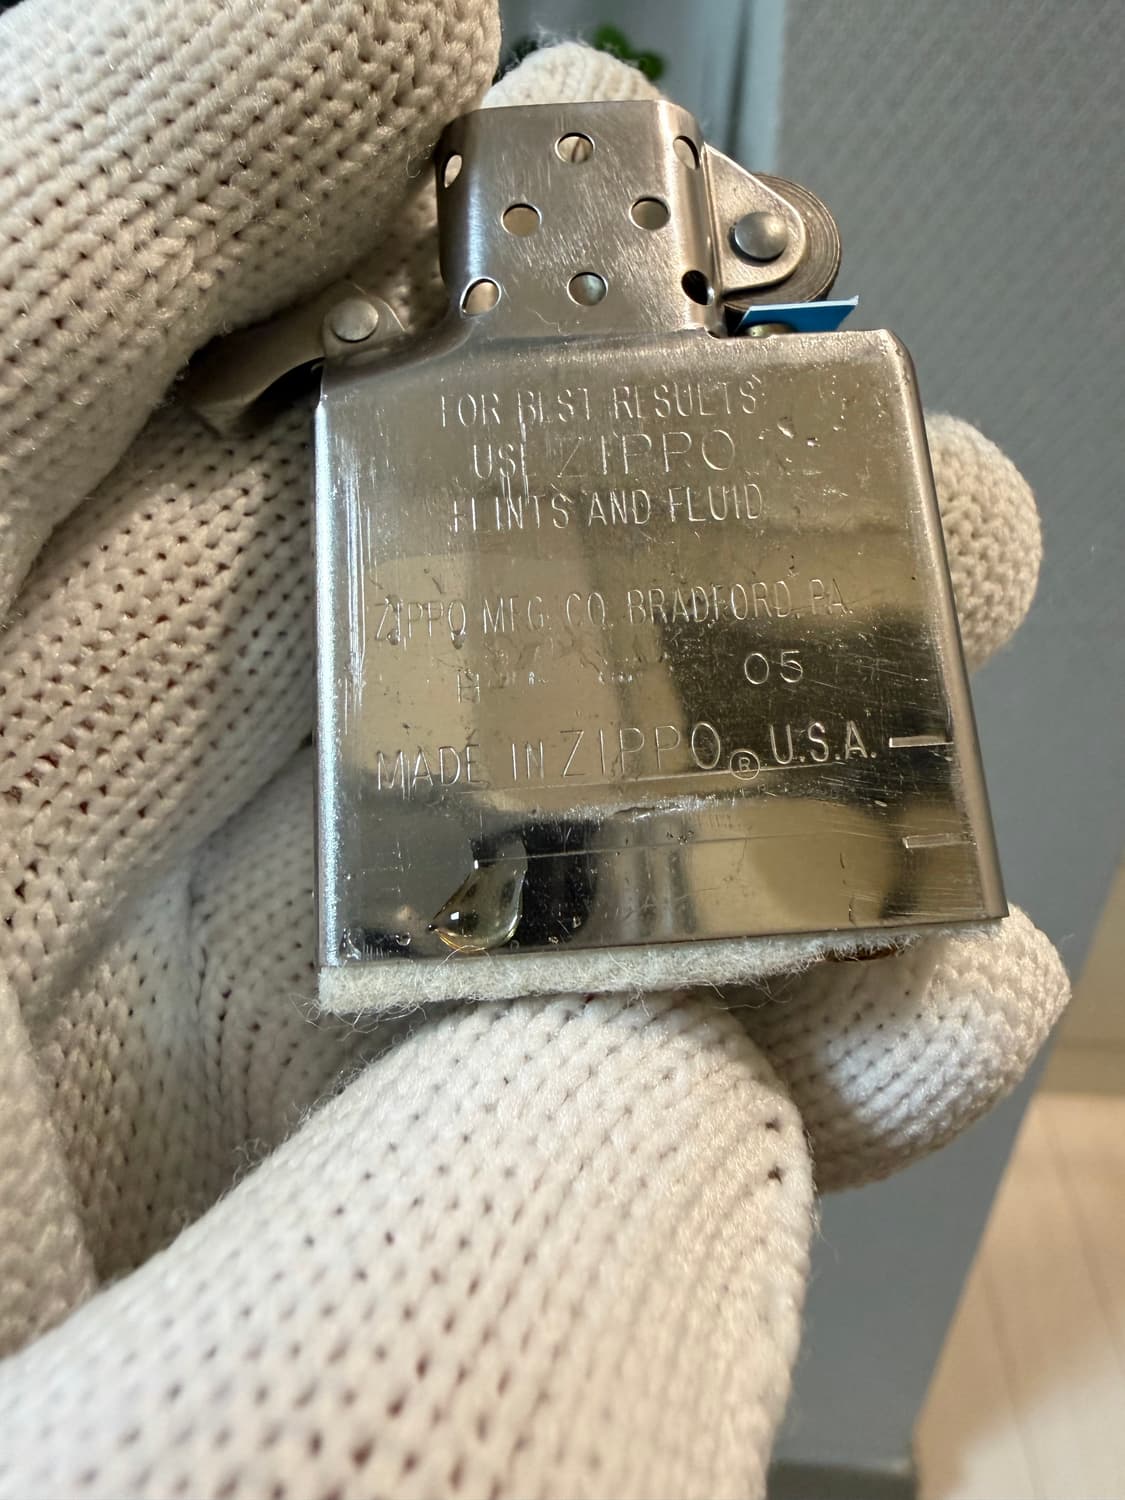 FOR BEST RESULTS
USE ZIPPO
FLINTS AND FLUID
ZIPPO MFG. CO. BRADFORD, PA.
H 05
MADE IN ZIPPO® U.S.A.